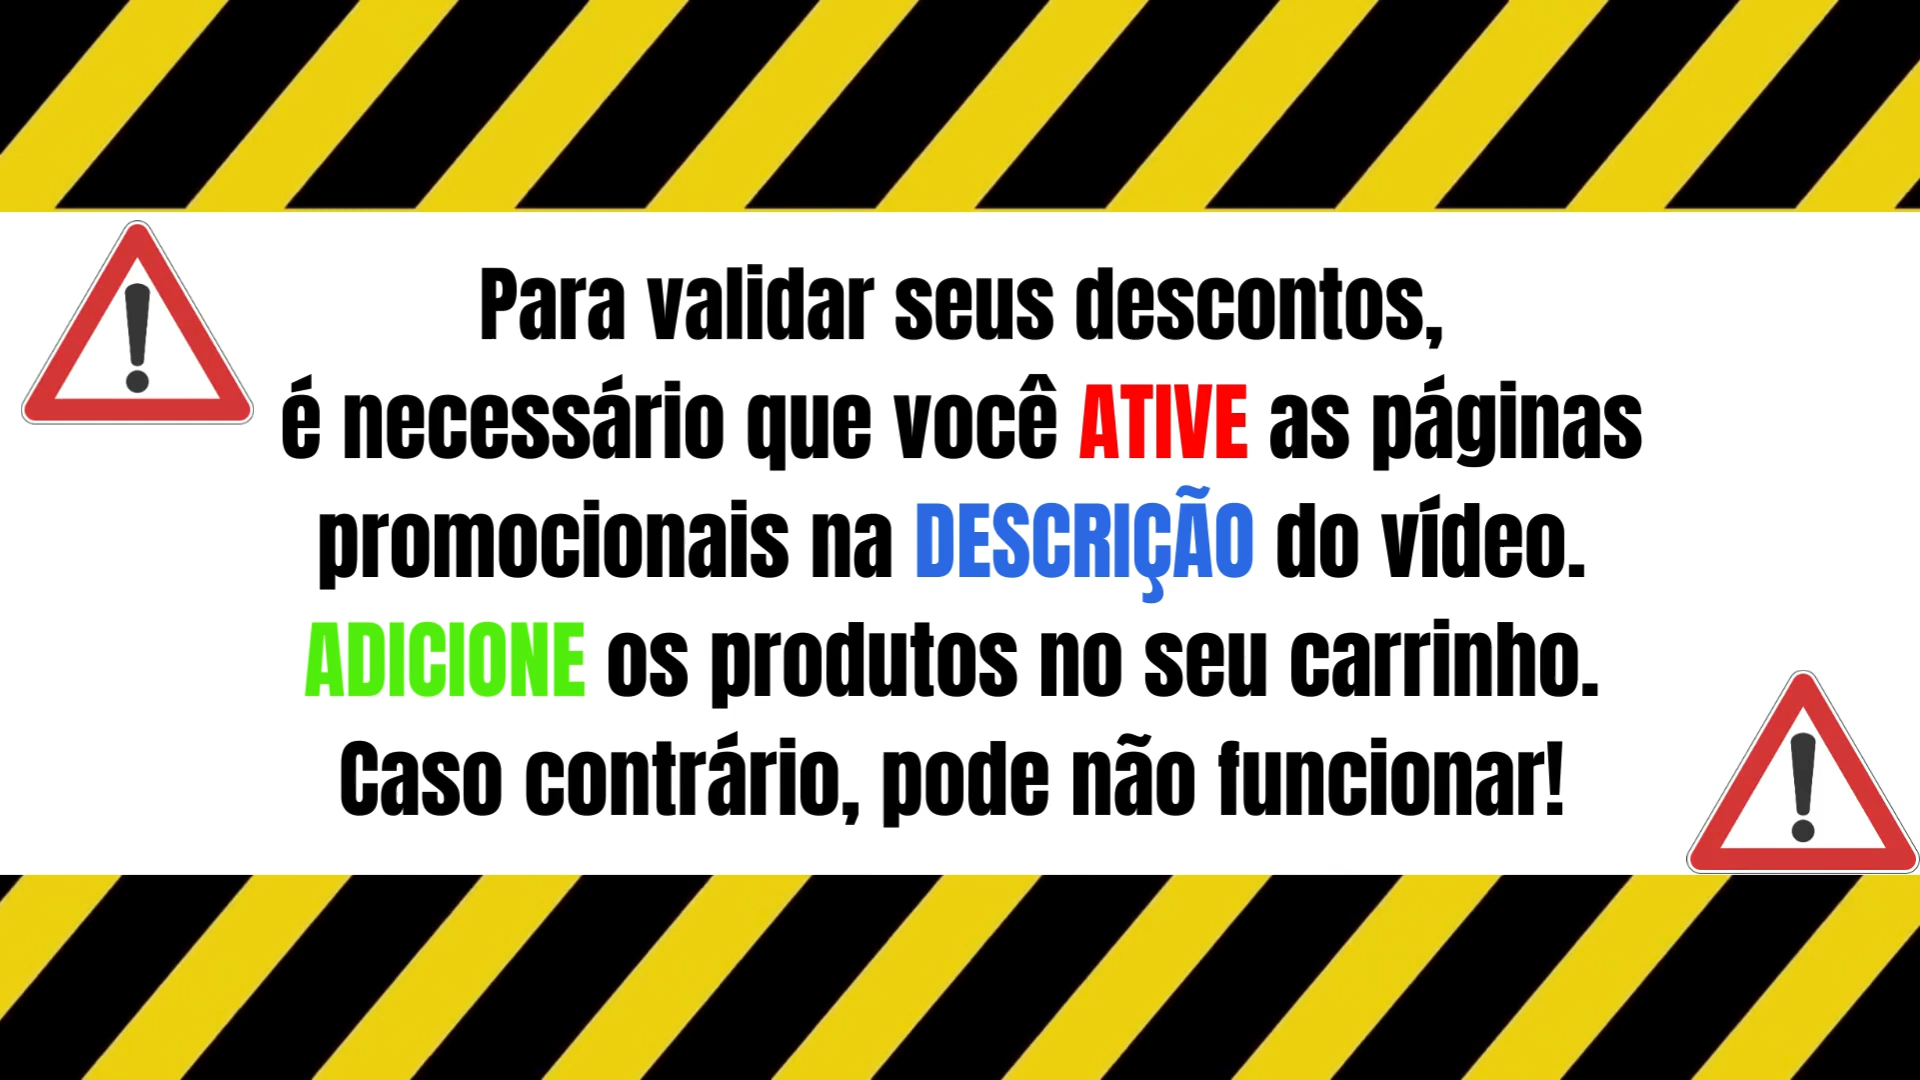 Para validar seus descontos,
é necessário que você ATIVE as páginas
promocionais na DESCRIÇÃO do vídeo.
ADICIONE os produtos no seu carrinho.
Caso contrário, pode não funcionar!